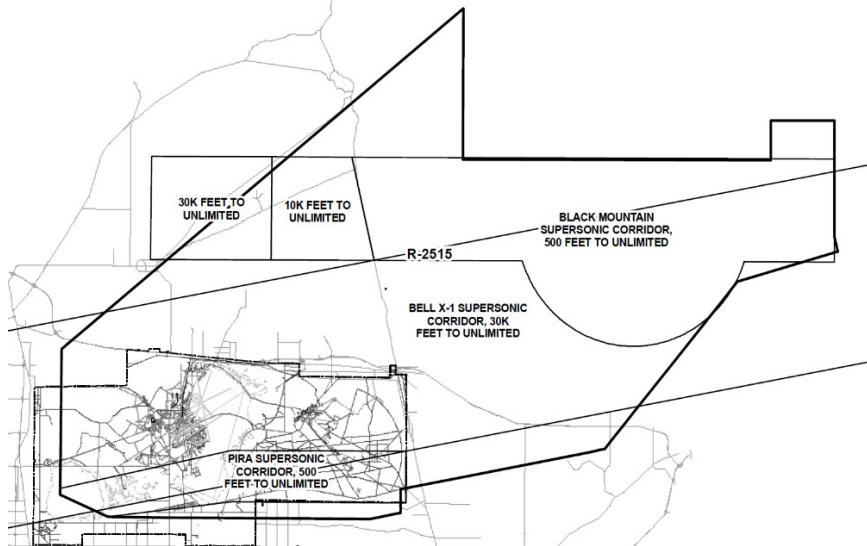 30K FEET TO
UNLIMITED
10K FEET TO
UNLIMITED
BLACK MOUNTAIN
SUPERSONIC CORRIDOR,
500 FEET TO UNLIMITED
R-2515
BELL X-1 SUPERSONIC
CORRIDOR, 30K
FEET TO UNLIMITED
PIRA SUPERSONIC
CORRIDOR, 500
FEET TO UNLIMITED